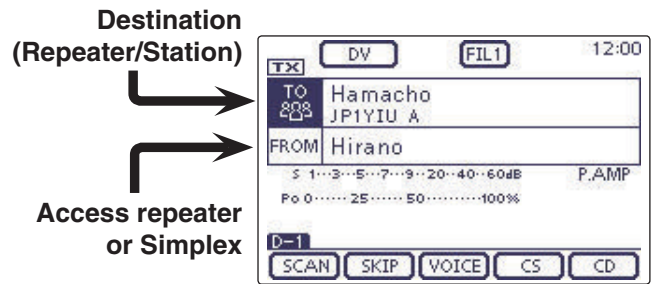 Destination
(Repeater/Station)
DV FIL1 12:00
TX
TO Hamacho
JP1YIU A
FROM Hirano
S 1···3···5···7···9··20··40··60dB P.AMP
Po 0······25······50··········100%
Access repeater
or Simplex
D-1
SCAN SKIP VOICE CS CD